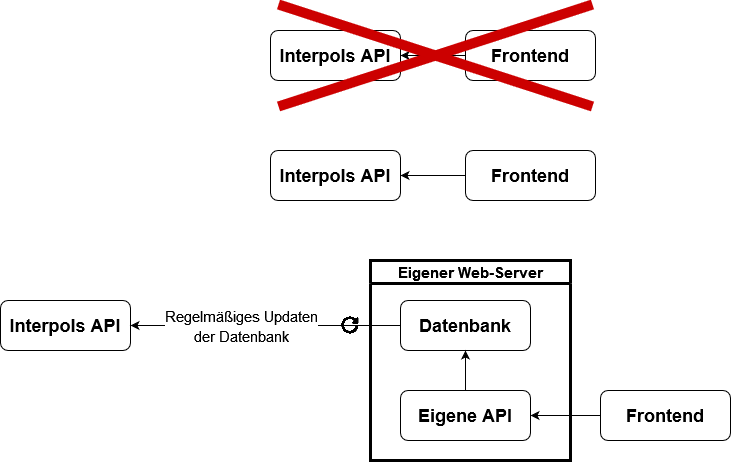 Interpols API
Frontend
Interpols API
Frontend
Eigener Web-Server
Interpols API
Regelmäßiges Updaten
der Datenbank
Datenbank
Eigene API
Frontend